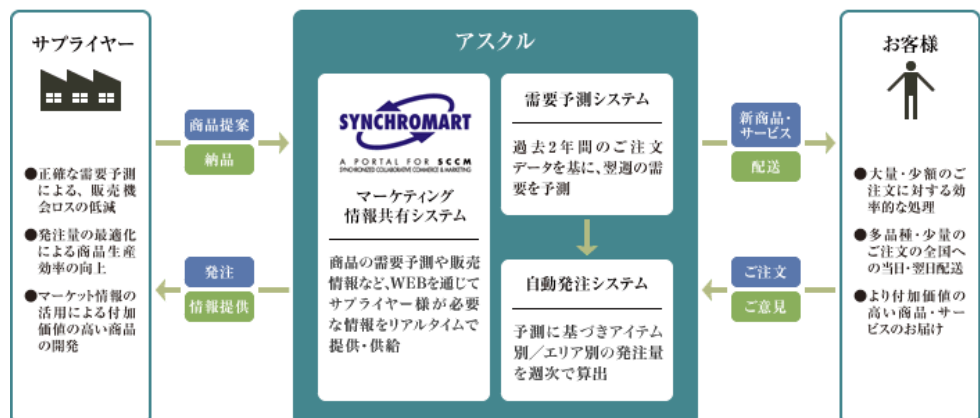 サプライヤー
●正確な需要予測
による、販売機
会ロスの低減
●発注量の最適化
による商品生産
効率の向上
●マーケット情報の
活用による付加
価値の高い商品
の開発
商品提案
納品
発注
情報提供
アスクル
SYNCHROMART
A PORTAL FOR SCCM
SYNCHRONIZED COLLABORATIVE COMMERCE & MARKETING
マーケティング
情報共有システム
商品の需要予測や販売
情報など、WEBを通じて
サプライヤー様が必要
な情報をリアルタイムで
提供・供給
需要予測システム
過去2年間のご注文
データを基に、翌週の需
要を予測
自動発注システム
予測に基づきアイテム
別／エリア別の発注量
を週次で算出
新商品・
サービス
配送
ご注文
ご意見
お客様
●大量・少額のご
注文に対する効
率的な処理
●多品種・少量の
ご注文の全国へ
の当日・翌日配送
●より付加価値の
高い商品・サー
ビスのお届け